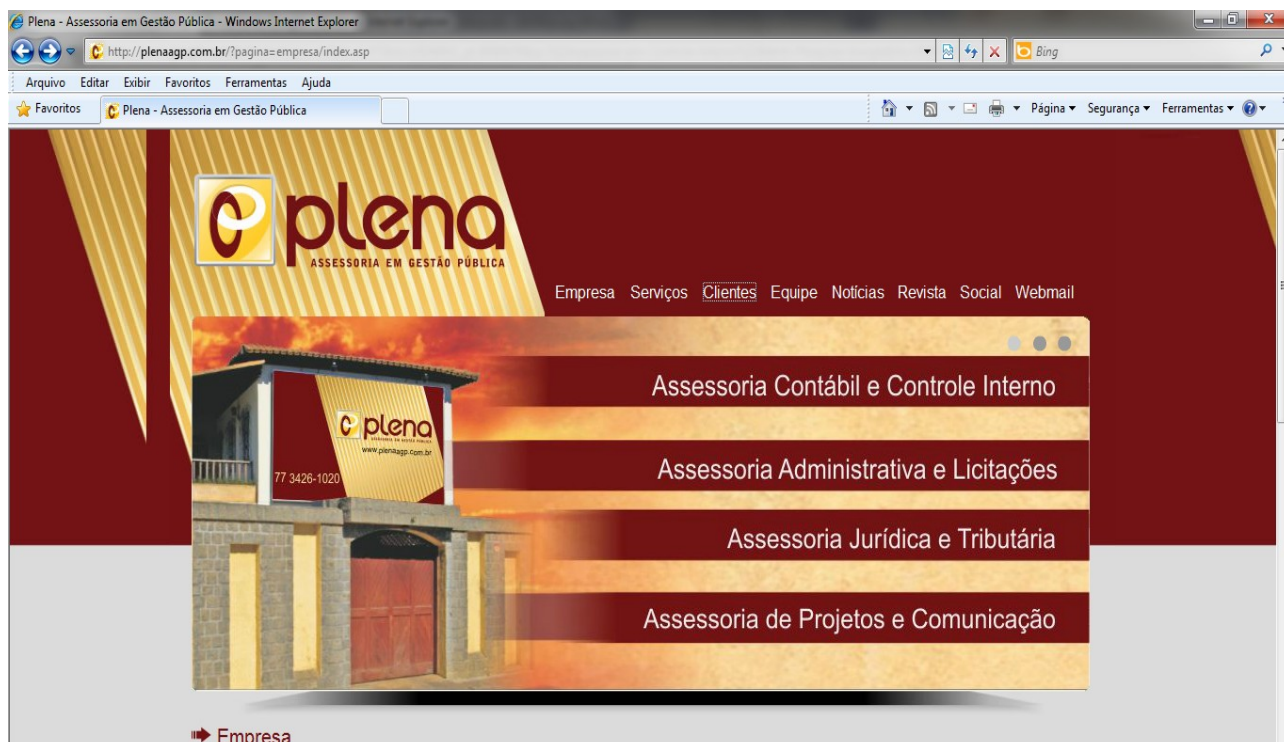 Plena - Assessoria em Gestão Pública - Windows Internet Explorer
http://plenaagp.com.br/?pagina=empresa/index.asp
Bing
Arquivo Editar Exibir Favoritos Ferramentas Ajuda
Favoritos
Plena - Assessoria em Gestão Pública
Página Segurança Ferramentas
plena
ASSESSORIA EM GESTÃO PÚBLICA
Empresa Serviços Clientes Equipe Notícias Revista Social Webmail
Assessoria Contábil e Controle Interno
plena
www.plenaagp.com.br
77 3426-1020
Assessoria Administrativa e Licitações
Assessoria Jurídica e Tributária
Assessoria de Projetos e Comunicação
Empresa